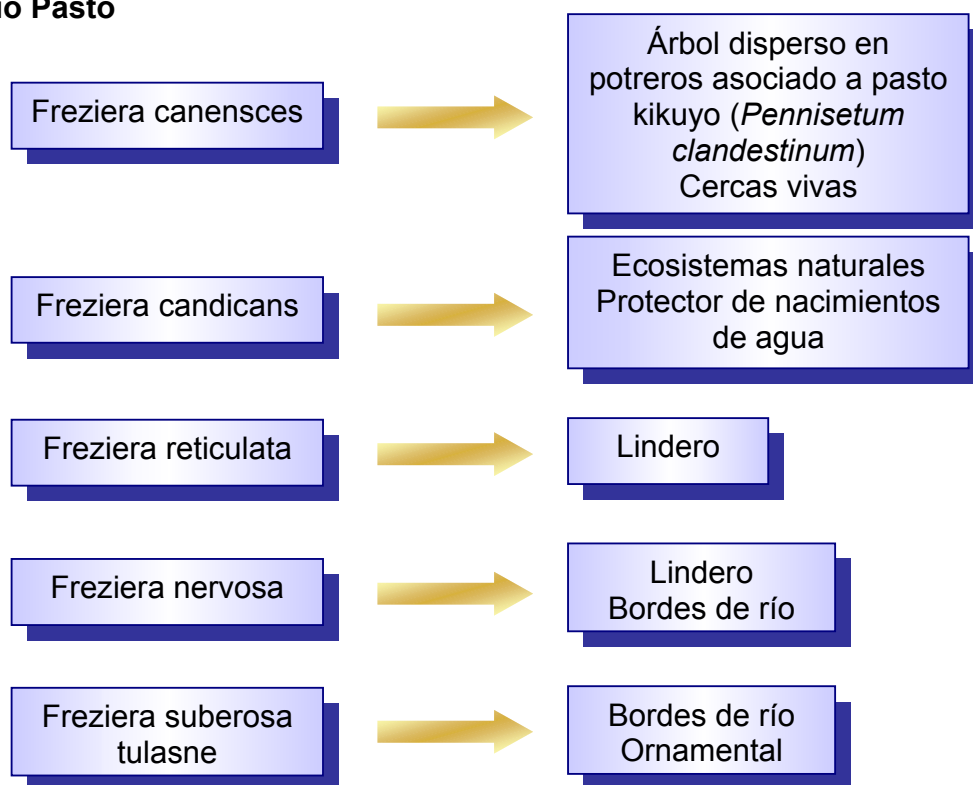 io Pasto
Freziera canensces
Árbol disperso en
potreros asociado a pasto
kikuyo (Pennisetum
clandestinum)
Cercas vivas
Freziera candicans
Ecosistemas naturales
Protector de nacimientos
de agua
Freziera reticulata
Lindero
Freziera nervosa
Lindero
Bordes de río
Freziera suberosa
tulasne
Bordes de río
Ornamental